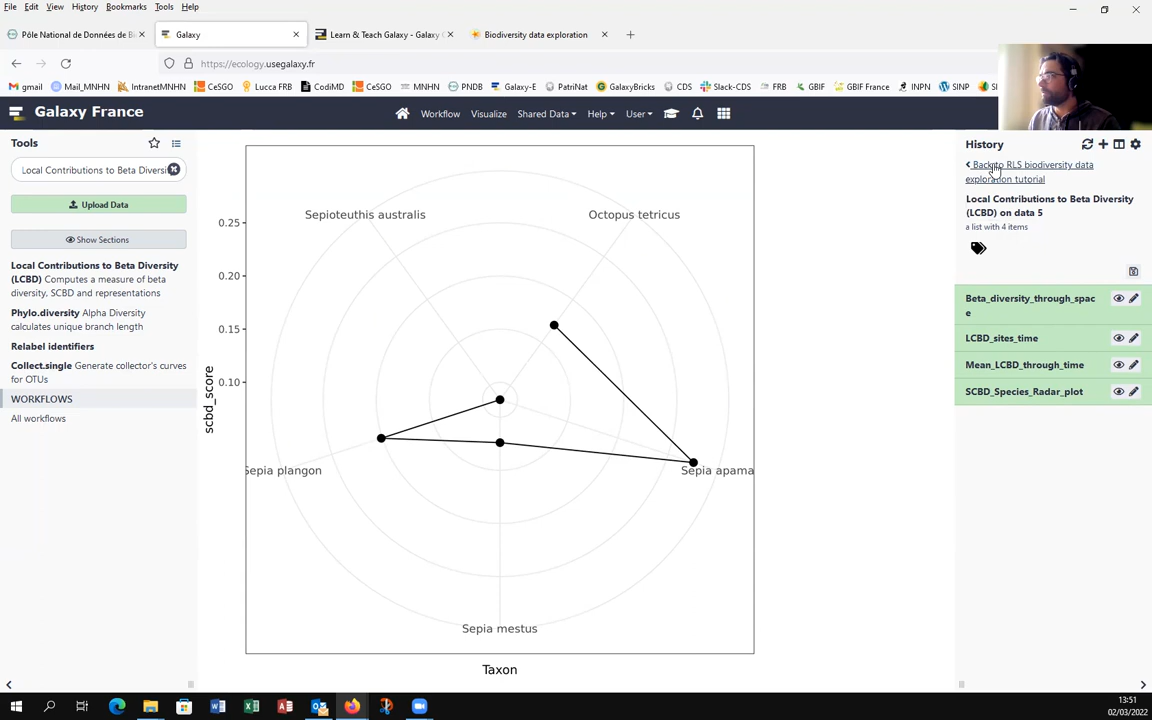 File Edit View History Bookmarks Tools Help
Pôle National de Données de Bi
Galaxy
Learn & Teach Galaxy - Galaxy C
Biodiversity data exploration
https://ecology.usegalaxy.fr
gmail Mail_MNHN IntranetMNHN CeSGO Lucca FRB CodiMD CeSGO MNHN PNDB Galaxy-E PatriNat GalaxyBricks CDS Slack-CDS FRB GBIF GBIF France INPN SINP
Galaxy France
Workflow Visualize Shared Data Help User
Tools
Local Contributions to Beta Diversi
Upload Data
Show Sections
Local Contributions to Beta Diversity
(LCBD) Computes a measure of beta
diversity, SCBD and representations
Phylo.diversity Alpha Diversity
calculates unique branch length
Relabel identifiers
Collect.single Generate collector's curves
for OTUs
WORKFLOWS
All workflows
Sepioteuthis australis
Octopus tetricus
0.25
0.20
0.15
0.10
scbd_score
Sepia plangon
Sepia apama
Sepia mestus
Taxon
History
Back to RLS biodiversity data
exploration tutorial
Local Contributions to Beta Diversity
(LCBD) on data 5
a list with 4 items
Beta_diversity_through_spac
e
LCBD_sites_time
Mean_LCBD_through_time
SCBD_Species_Radar_plot
13:51
02/03/2022